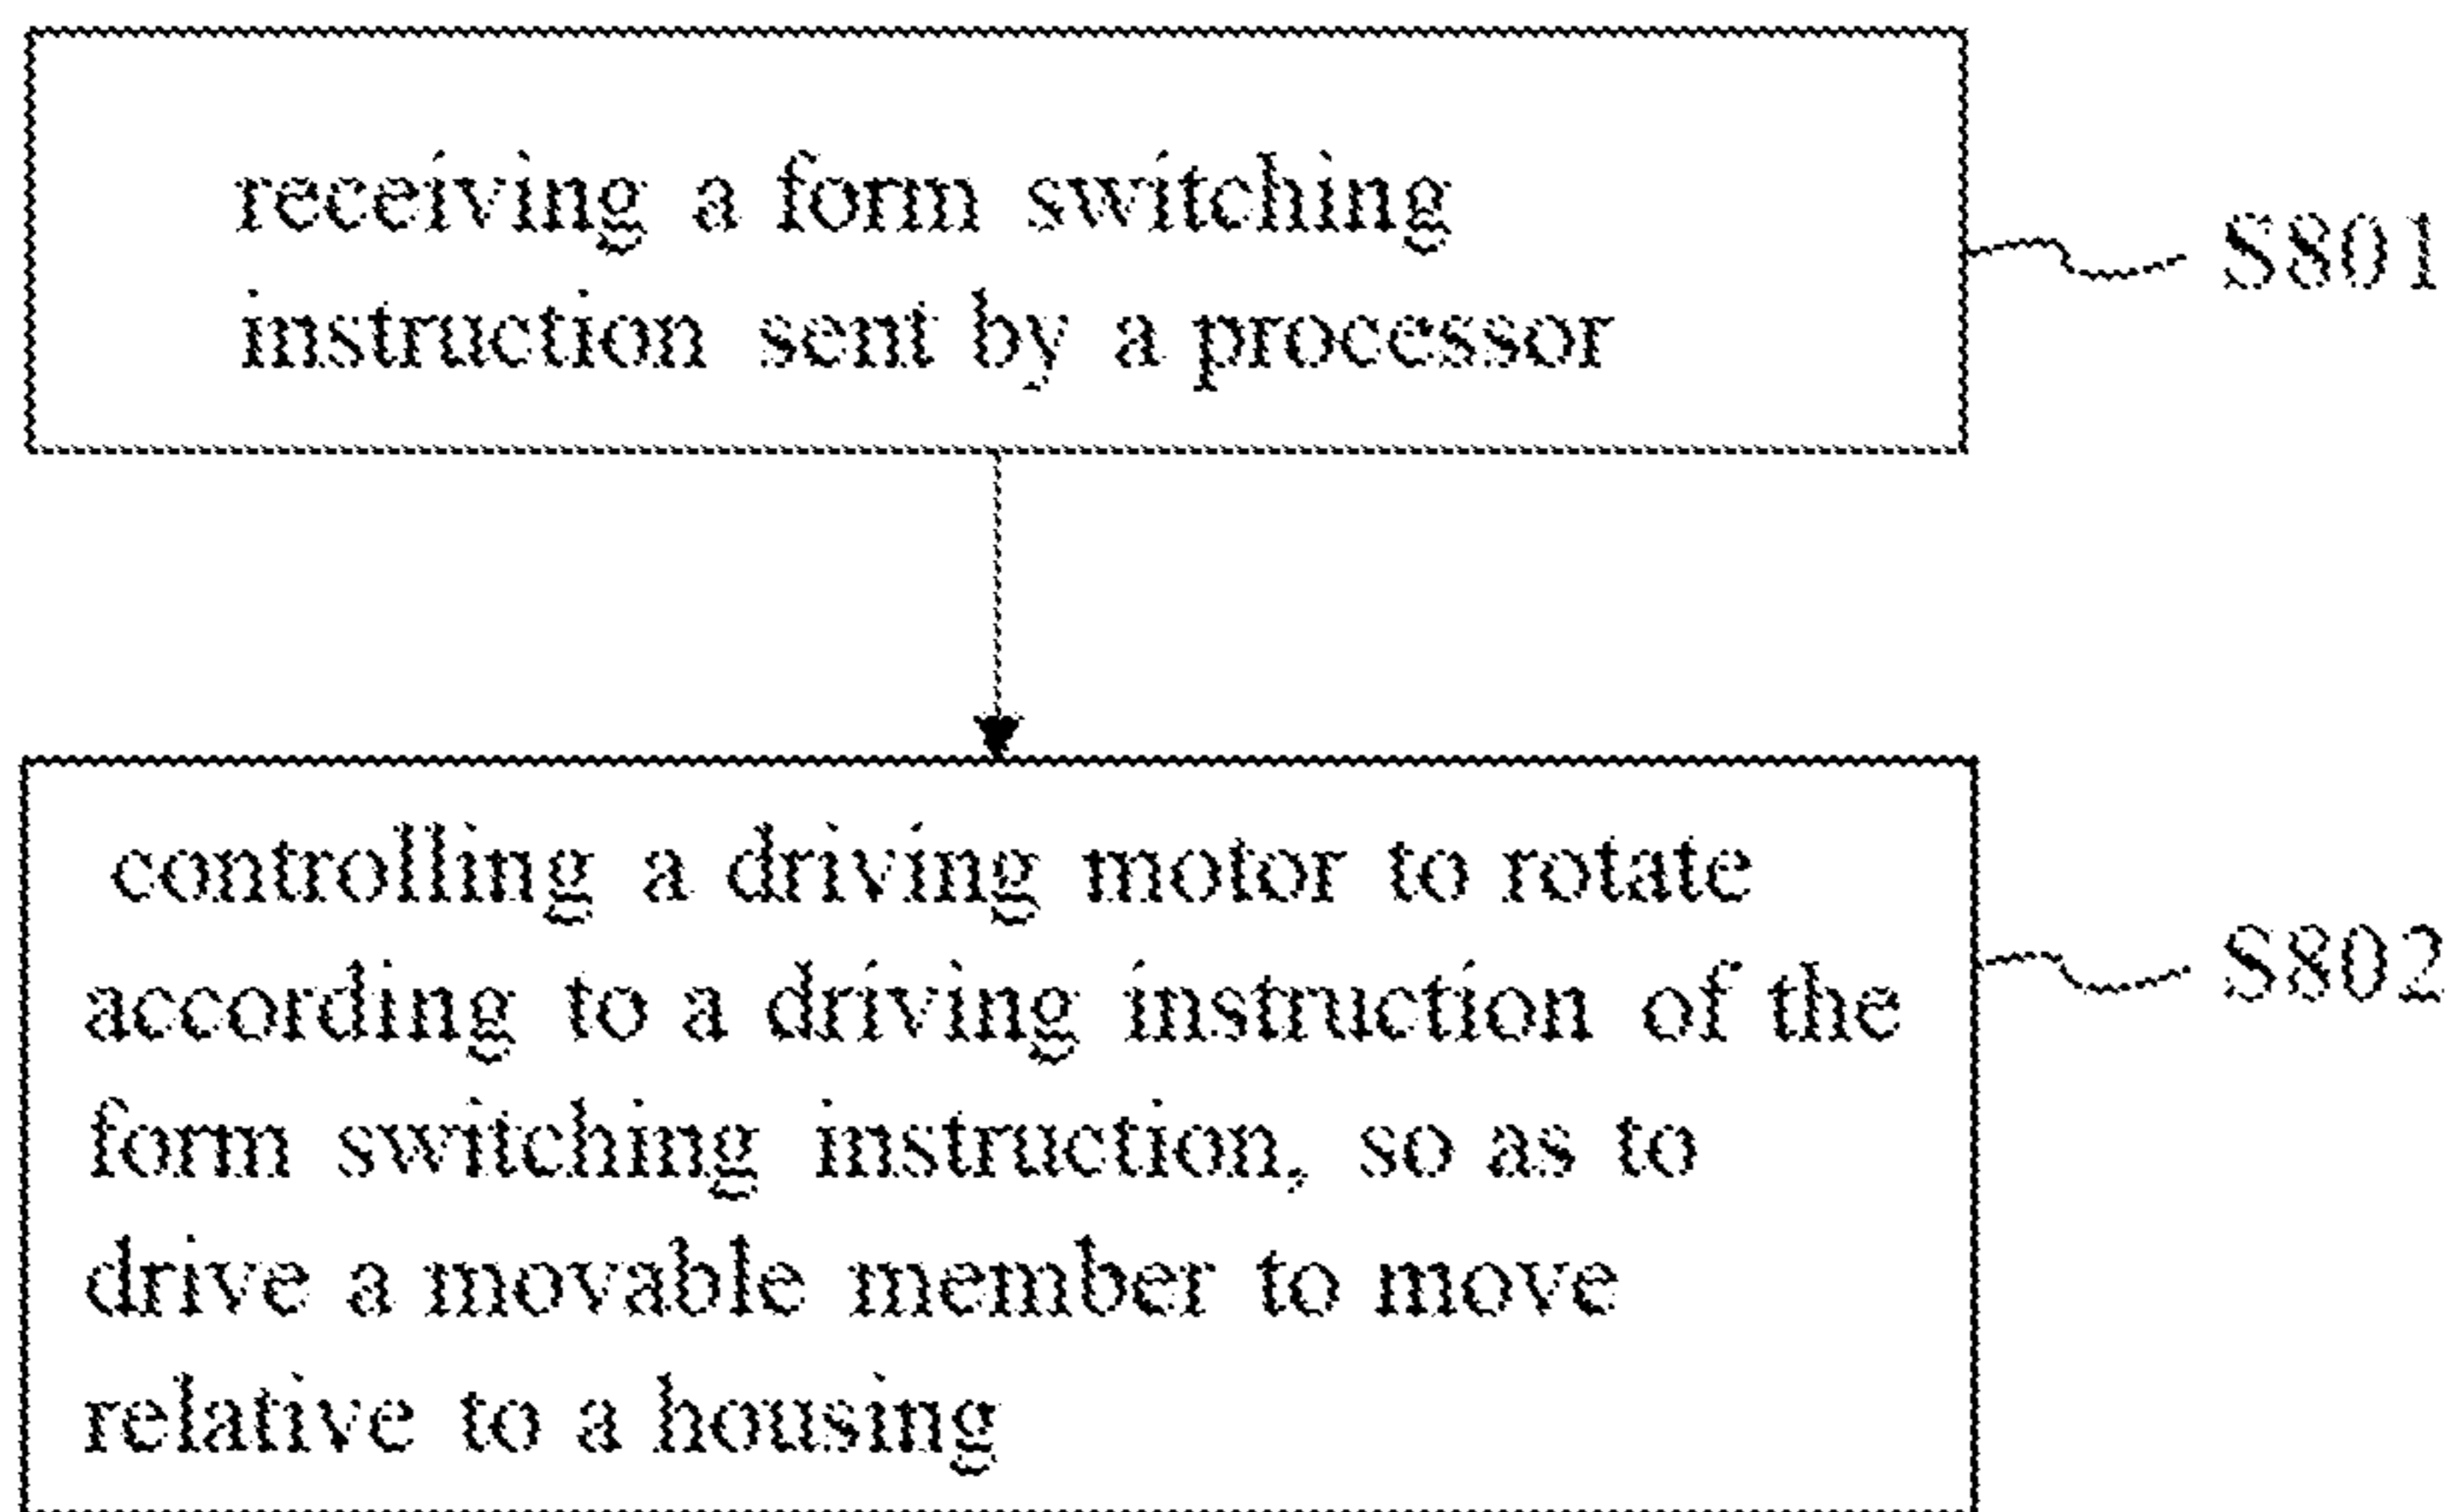 receiving a form switching
instruction sent by a processor
S801
controlling a driving motor to rotate
according to a driving instruction of the
form switching instruction, so as to
drive a movable member to move
relative to a housing
S802